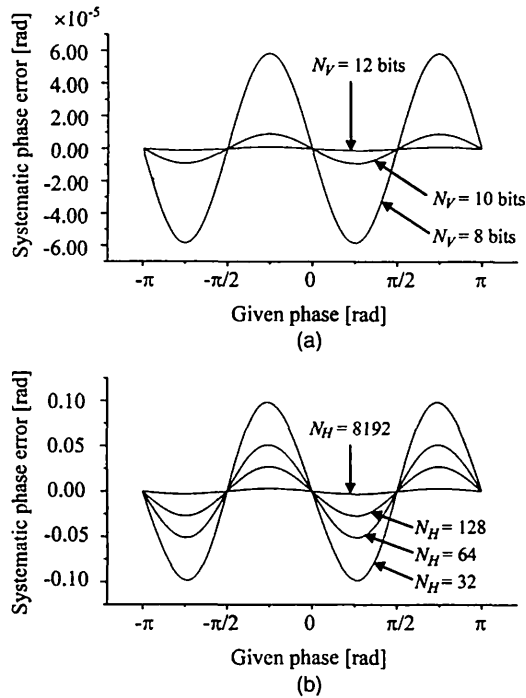 ×10⁻⁵
Systematic phase error [rad]
6.00
4.00
2.00
0.00
-2.00
-4.00
-6.00
N_V = 12 bits
N_V = 10 bits
N_V = 8 bits
-π
-π/2
0
π/2
π
Given phase [rad]
(a)
Systematic phase error [rad]
0.10
0.05
0.00
-0.05
-0.10
N_H = 8192
N_H = 128
N_H = 64
N_H = 32
-π
-π/2
0
π/2
π
Given phase [rad]
(b)